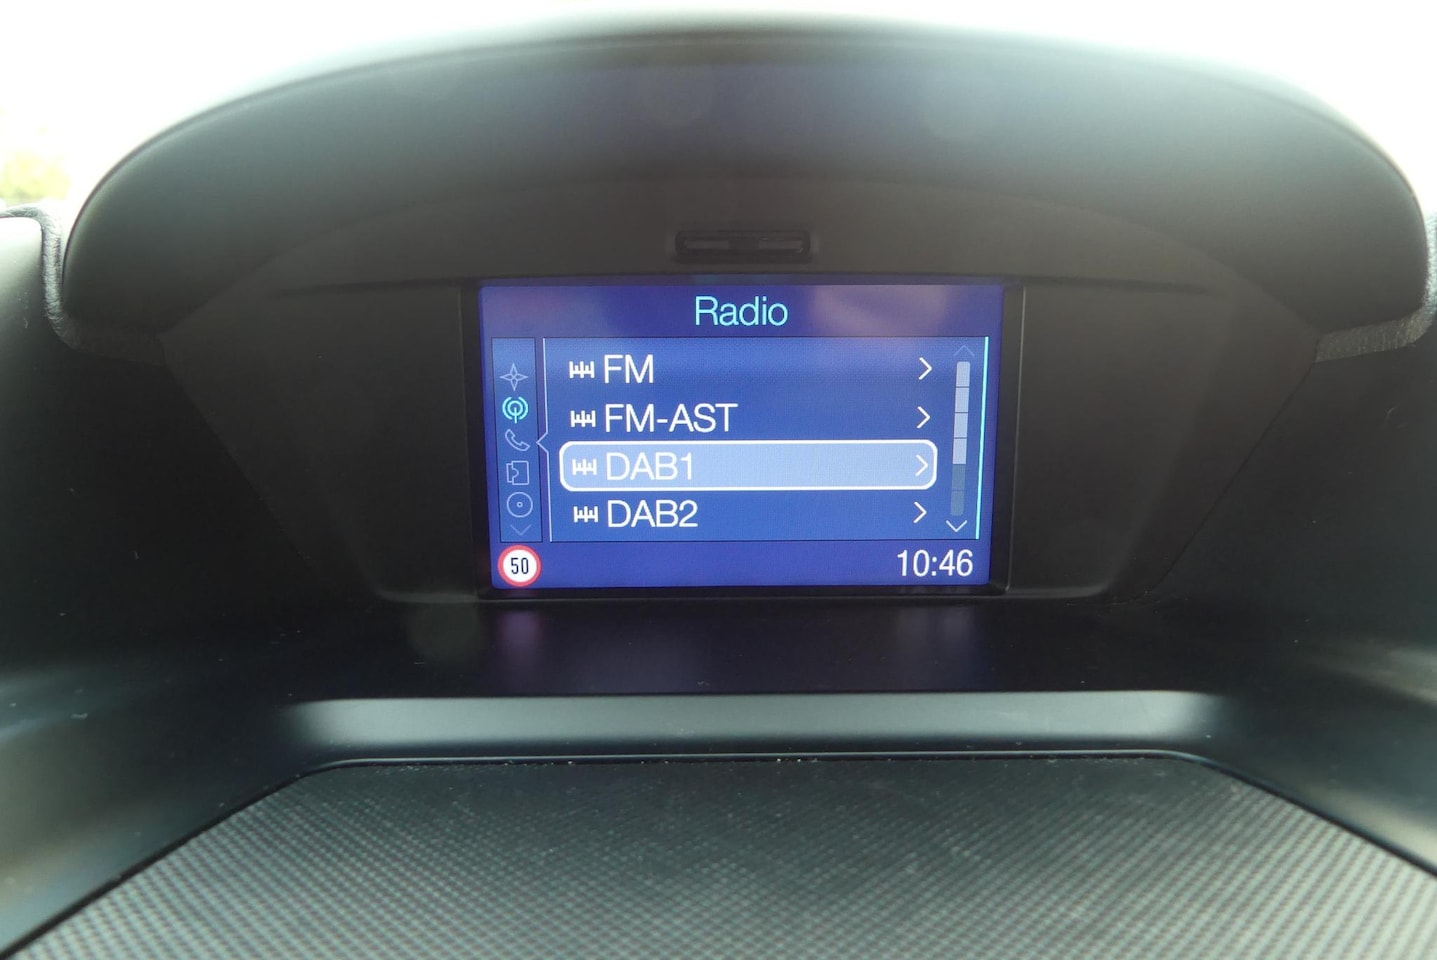 Radio
FM
FM-AST
DAB1
DAB2
50
10:46